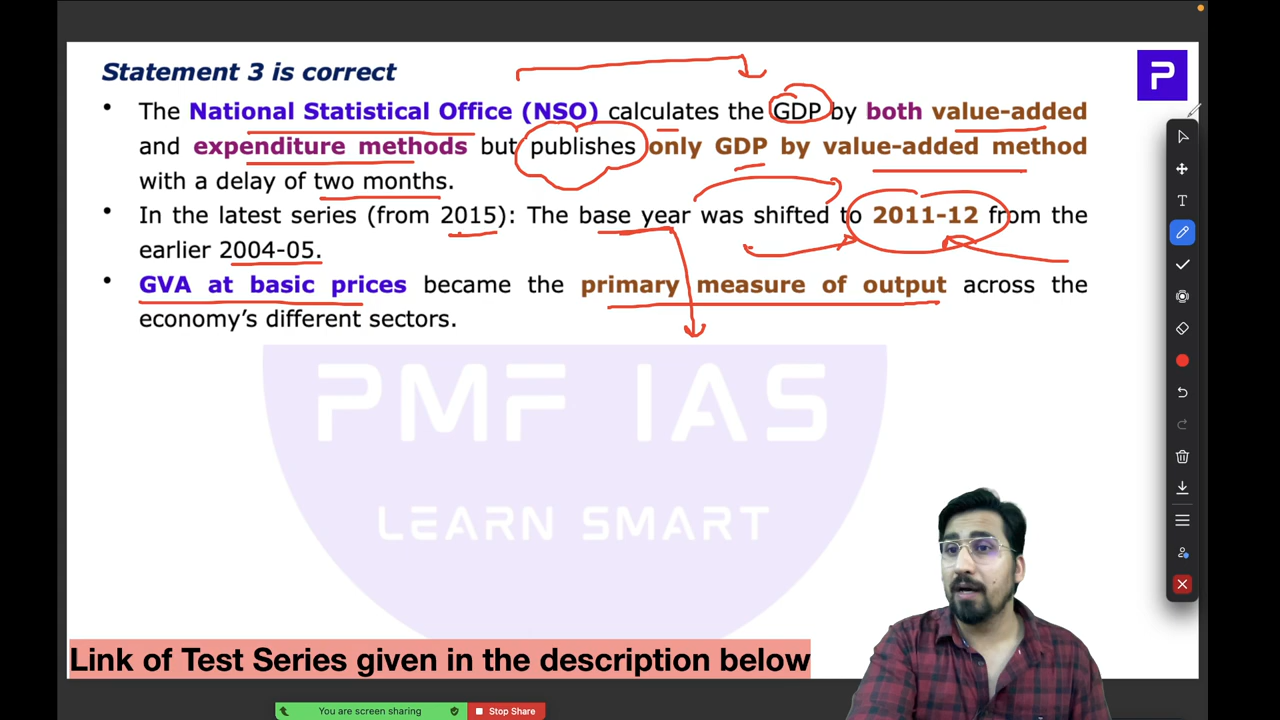 Statement 3 is correct
• The National Statistical Office (NSO) calculates the GDP by both value-added
and expenditure methods but publishes only GDP by value-added method
with a delay of two months.
• In the latest series (from 2015): The base year was shifted to 2011-12 from the
earlier 2004-05.
• GVA at basic prices became the primary measure of output across the
economy’s different sectors.
PMF IAS
LEARN SMART
Link of Test Series given in the description below
You are screen sharing
Stop Share
P
T